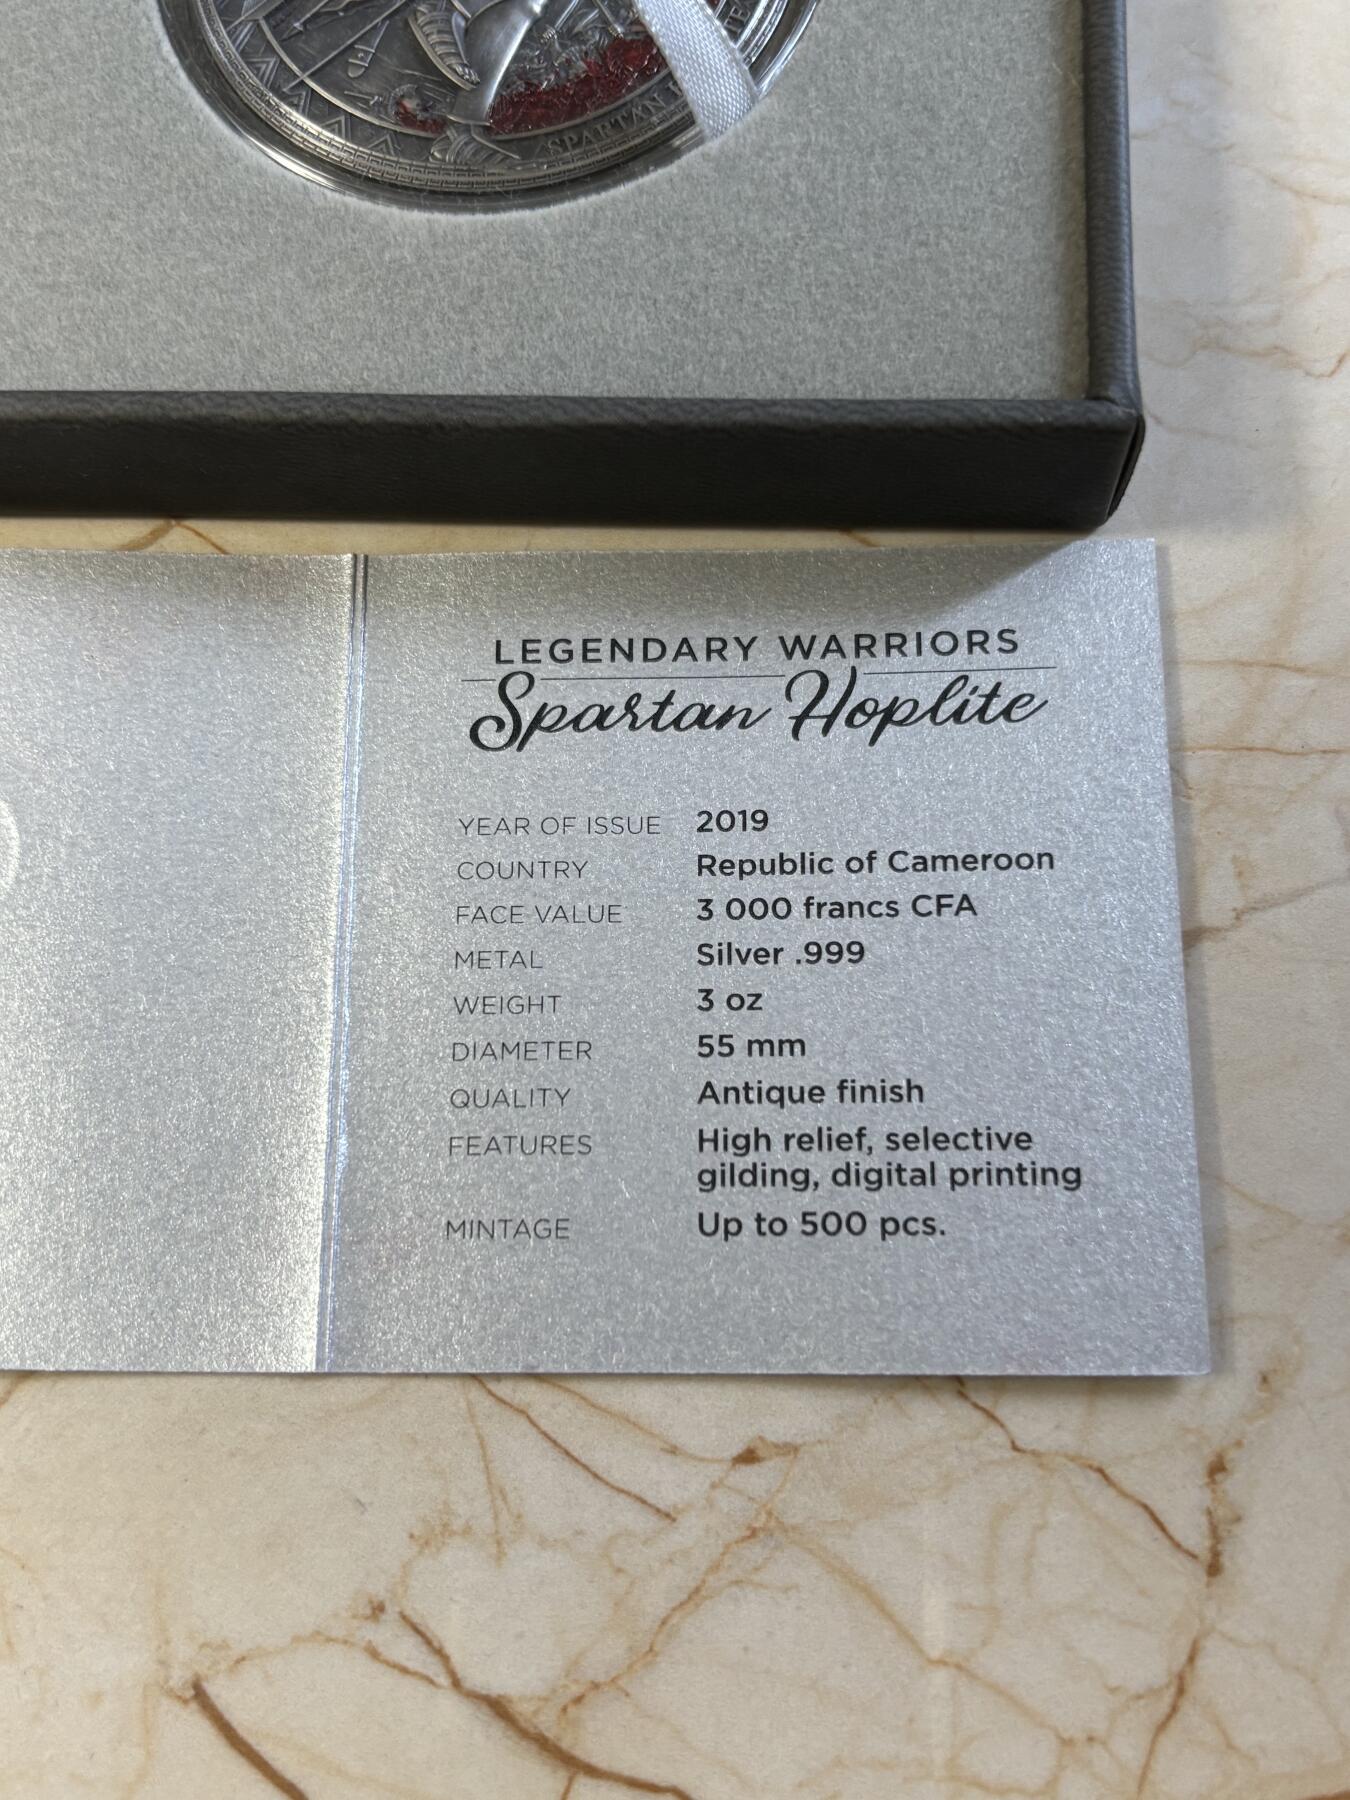 SPARTAN
LEGENDARY WARRIORS
Spartan Hoplite
YEAR OF ISSUE 2019
COUNTRY Republic of Cameroon
FACE VALUE 3 000 francs CFA
METAL Silver .999
WEIGHT 3 oz
DIAMETER 55 mm
QUALITY Antique finish
FEATURES High relief, selective
gilding, digital printing
MINTAGE Up to 500 pcs.